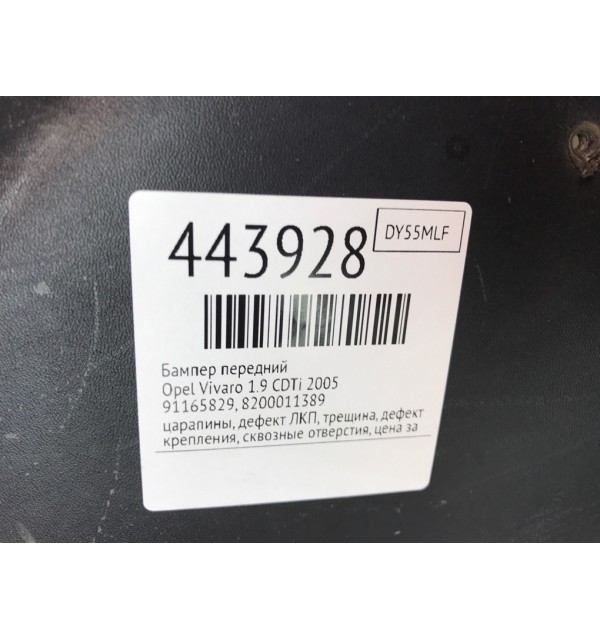 443928
DY55MLF
Бампер передний
Opel Vivaro 1.9 CDTi 2005
91165829, 8200011389
царапины, дефект ЛКП, трещина, дефект
крепления, сквозные отверстия, цена за